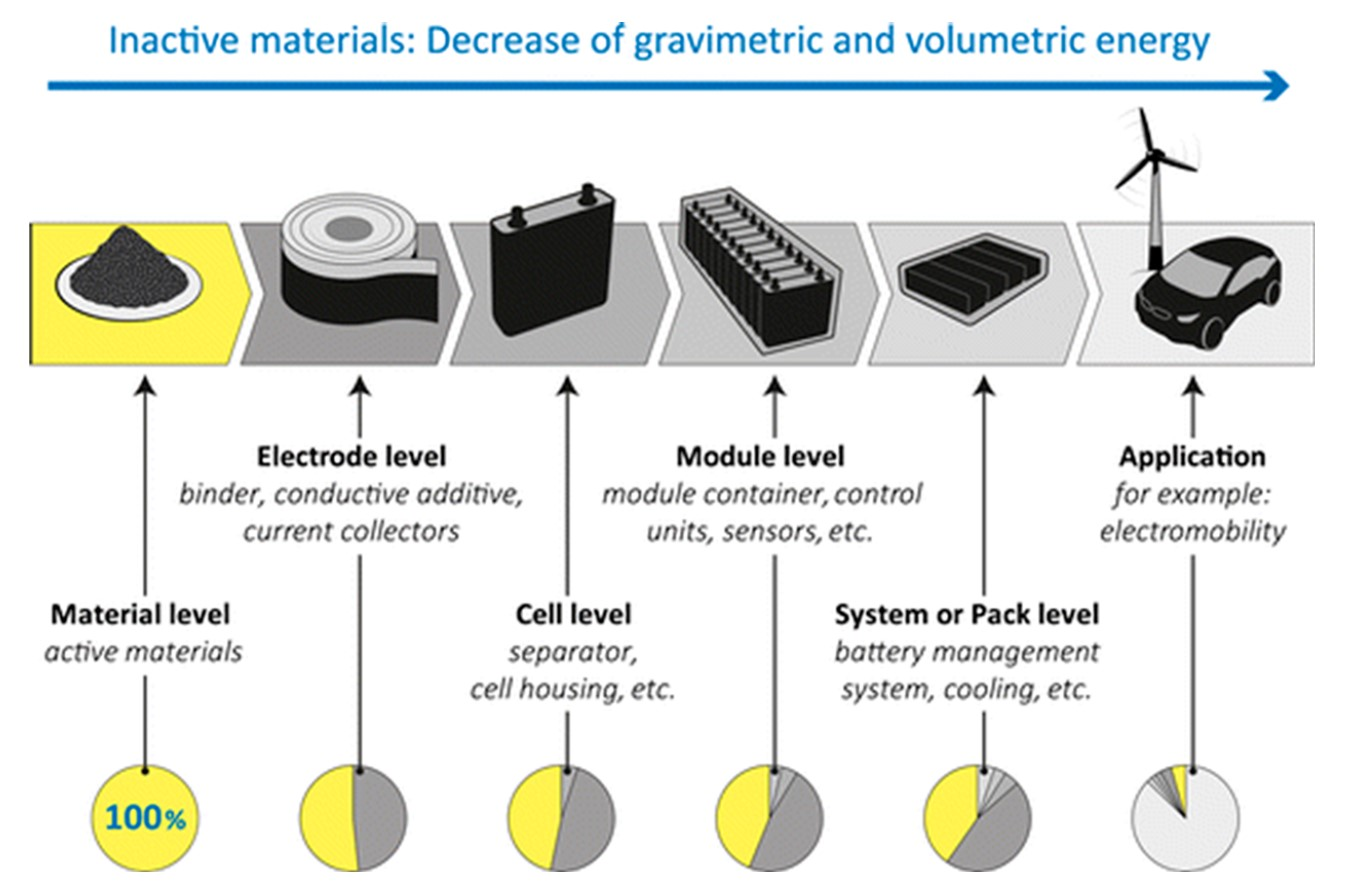 Inactive materials: Decrease of gravimetric and volumetric energy
Electrode level
binder, conductive additive,
current collectors
Module level
module container, control
units, sensors, etc.
Application
for example:
electromobility
Material level
active materials
Cell level
separator,
cell housing, etc.
System or Pack level
battery management
system, cooling, etc.
100%